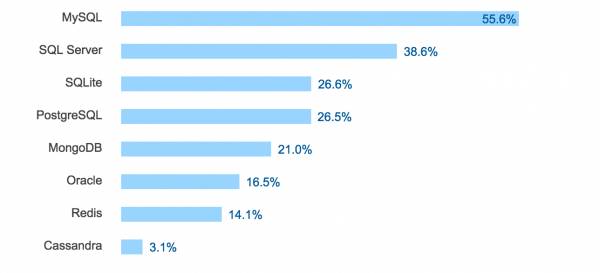 MySQL 55.6%
SQL Server 38.6%
SQLite 26.6%
PostgreSQL 26.5%
MongoDB 21.0%
Oracle 16.5%
Redis 14.1%
Cassandra 3.1%